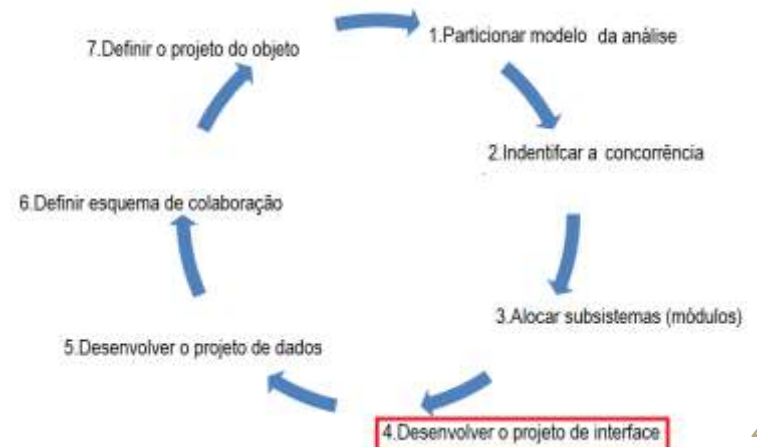 1.Particionar modelo da análise
2.Indentifcar a concorrência
3.Alocar subsistemas (módulos)
4.Desenvolver o projeto de interface
5.Desenvolver o projeto de dados
6.Definir esquema de colaboração
7.Definir o projeto do objeto